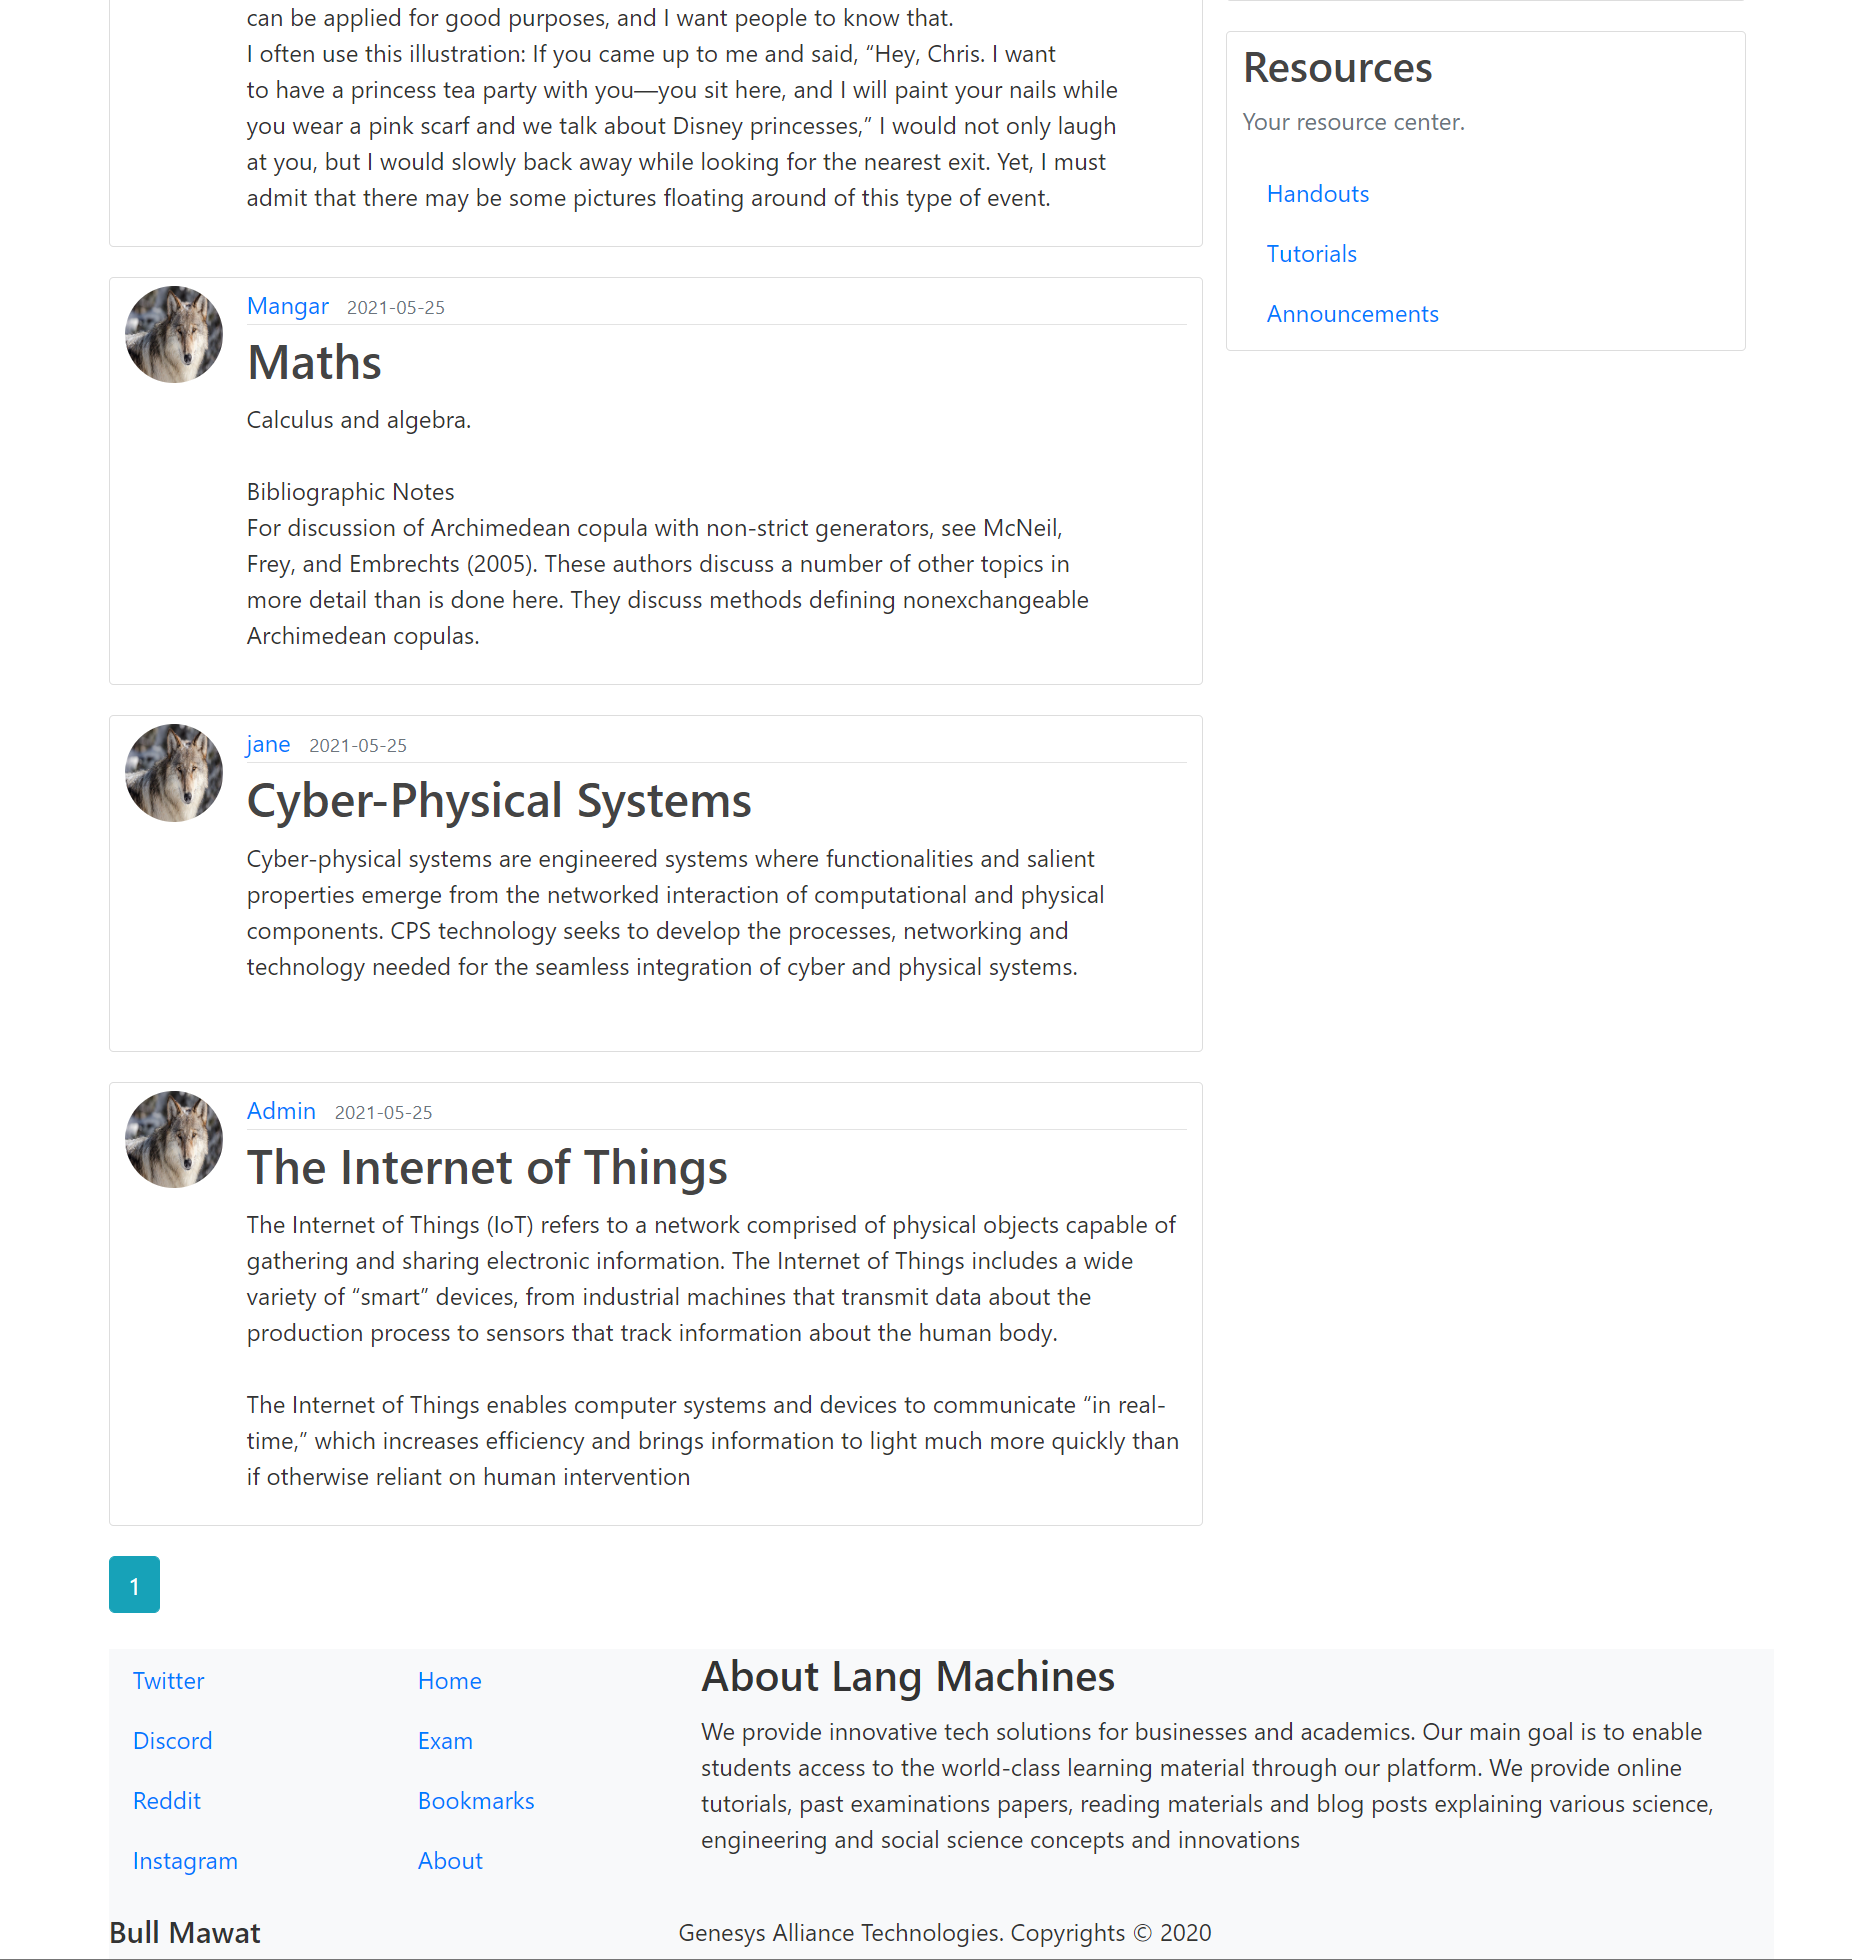 can be applied for good purposes, and I want people to know that.
I often use this illustration: If you came up to me and said, “Hey, Chris. I want
to have a princess tea party with you—you sit here, and I will paint your nails while
you wear a pink scarf and we talk about Disney princesses,” I would not only laugh
at you, but I would slowly back away while looking for the nearest exit. Yet, I must
admit that there may be some pictures floating around of this type of event.
Mangar 2021-05-25
Maths
Calculus and algebra.
Bibliographic Notes
For discussion of Archimedean copula with non-strict generators, see McNeil,
Frey, and Embrechts (2005). These authors discuss a number of other topics in
more detail than is done here. They discuss methods defining nonexchangeable
Archimedean copulas.
jane 2021-05-25
Cyber-Physical Systems
Cyber-physical systems are engineered systems where functionalities and salient
properties emerge from the networked interaction of computational and physical
components. CPS technology seeks to develop the processes, networking and
technology needed for the seamless integration of cyber and physical systems.
Admin 2021-05-25
The Internet of Things
The Internet of Things (IoT) refers to a network comprised of physical objects capable of
gathering and sharing electronic information. The Internet of Things includes a wide
variety of “smart” devices, from industrial machines that transmit data about the
production process to sensors that track information about the human body.
The Internet of Things enables computer systems and devices to communicate “in real-
time,” which increases efficiency and brings information to light much more quickly than
if otherwise reliant on human intervention
1
Resources
Your resource center.
Handouts
Tutorials
Announcements
Twitter
Discord
Reddit
Instagram
Home
Exam
Bookmarks
About
About Lang Machines
We provide innovative tech solutions for businesses and academics. Our main goal is to enable
students access to the world-class learning material through our platform. We provide online
tutorials, past examinations papers, reading materials and blog posts explaining various science,
engineering and social science concepts and innovations
Bull Mawat
Genesys Alliance Technologies. Copyrights © 2020